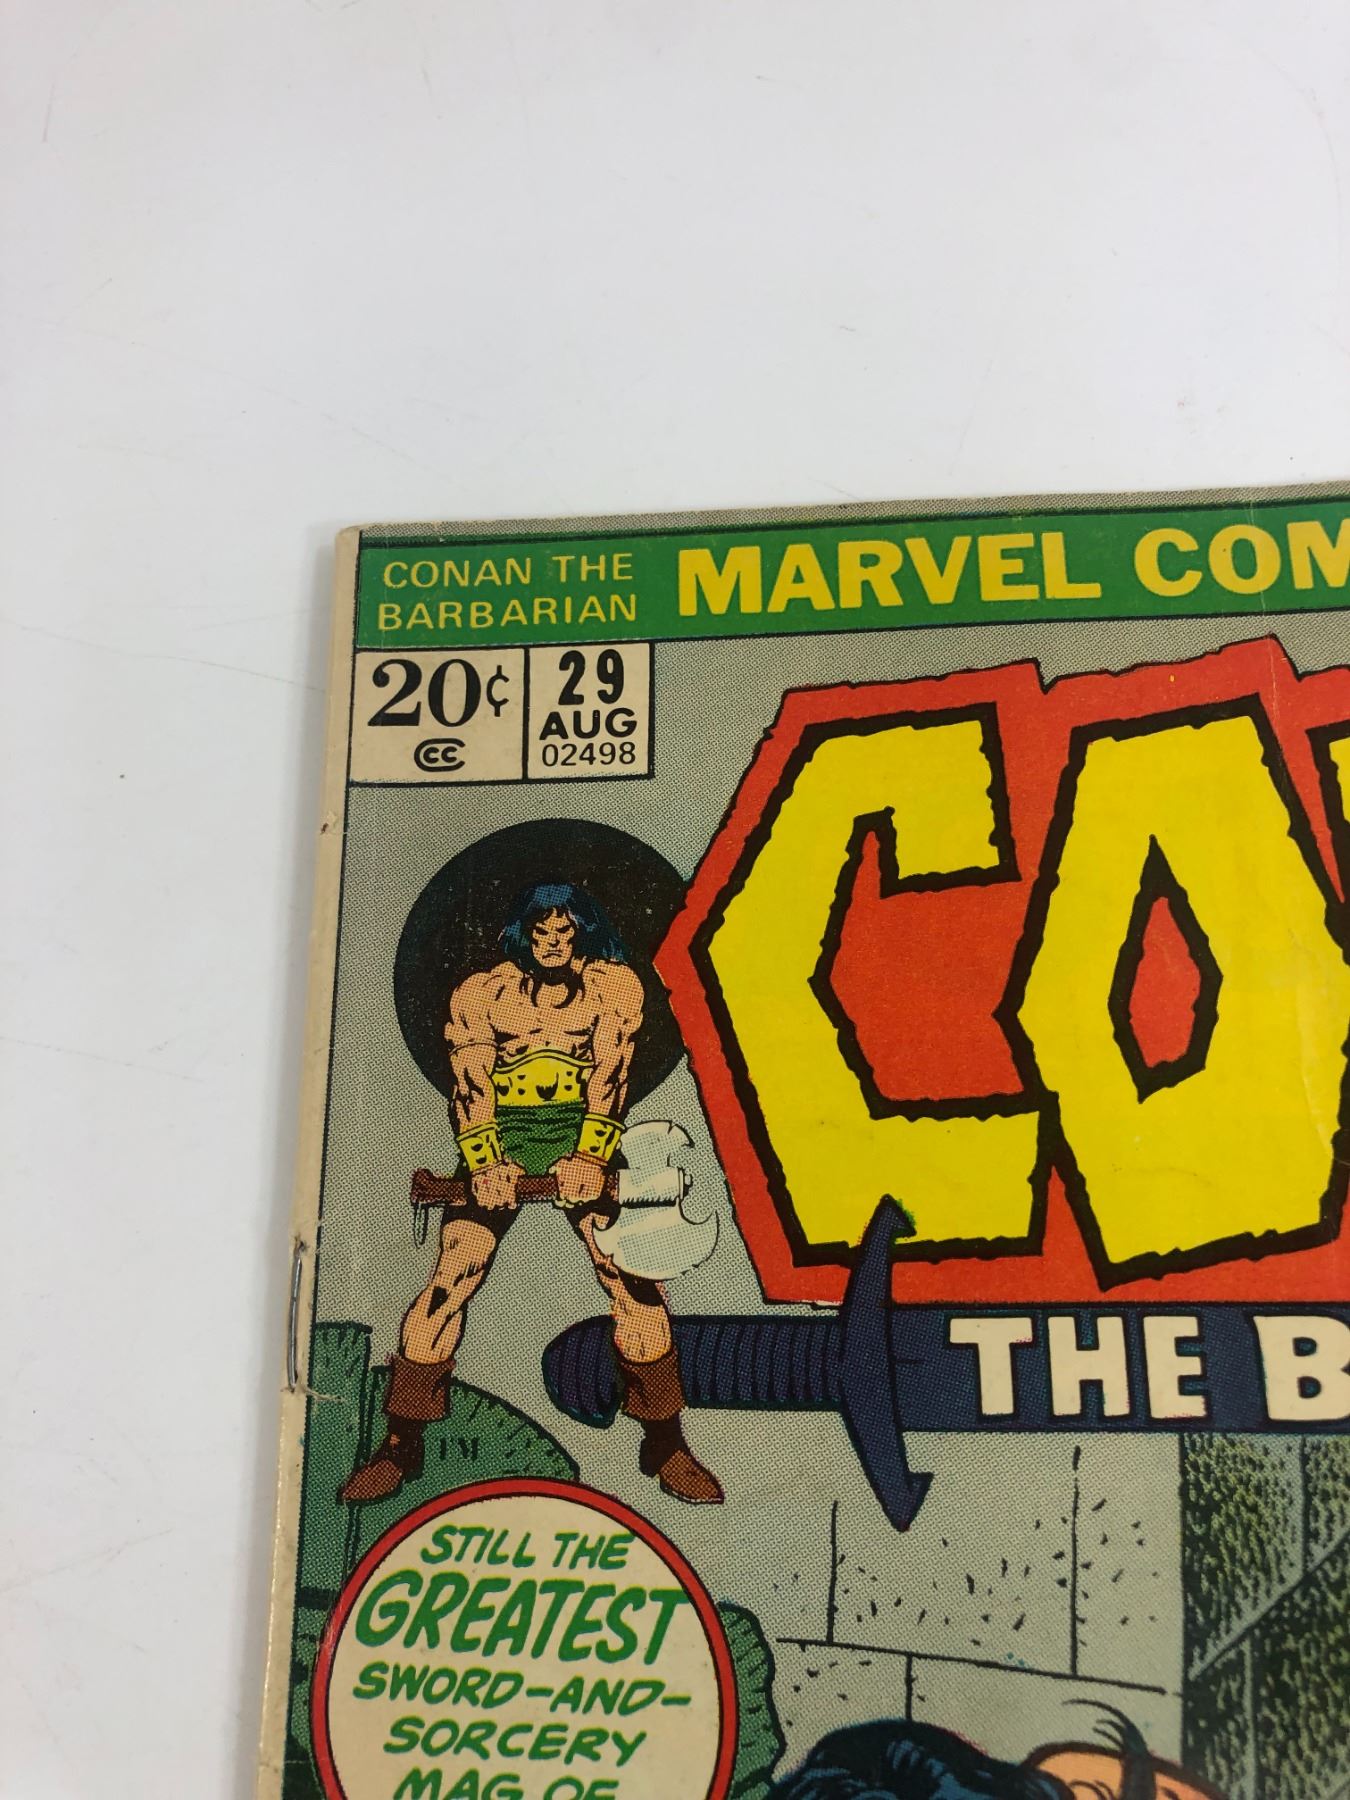 CONAN THE
BARBARIAN
MARVEL COM
20¢
CC
29
AUG
02498
CO
THE B
STILL THE
GREATEST
SWORD-AND-
SORCERY
MAG OF